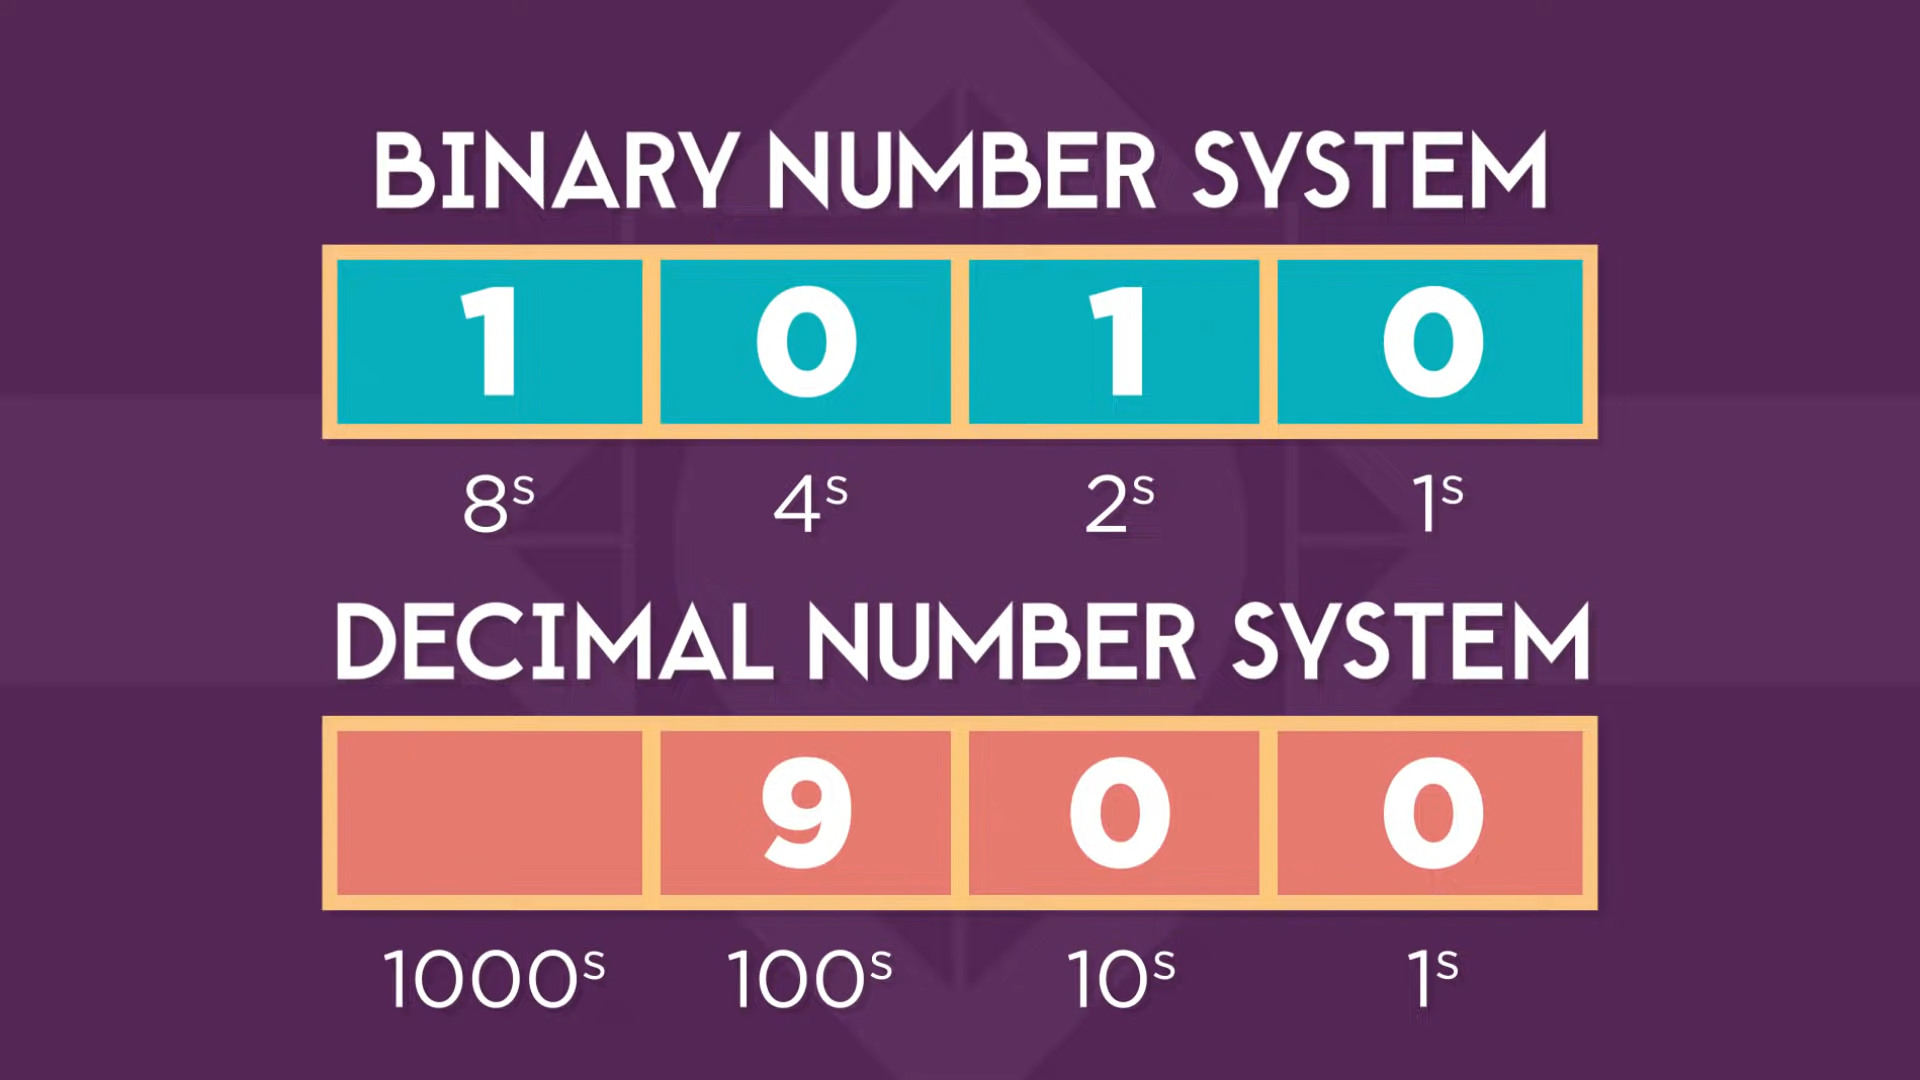 BINARY NUMBER SYSTEM
1 0 1 0
8s 4s 2s 1s
DECIMAL NUMBER SYSTEM
9 0 0
1000s 100s 10s 1s